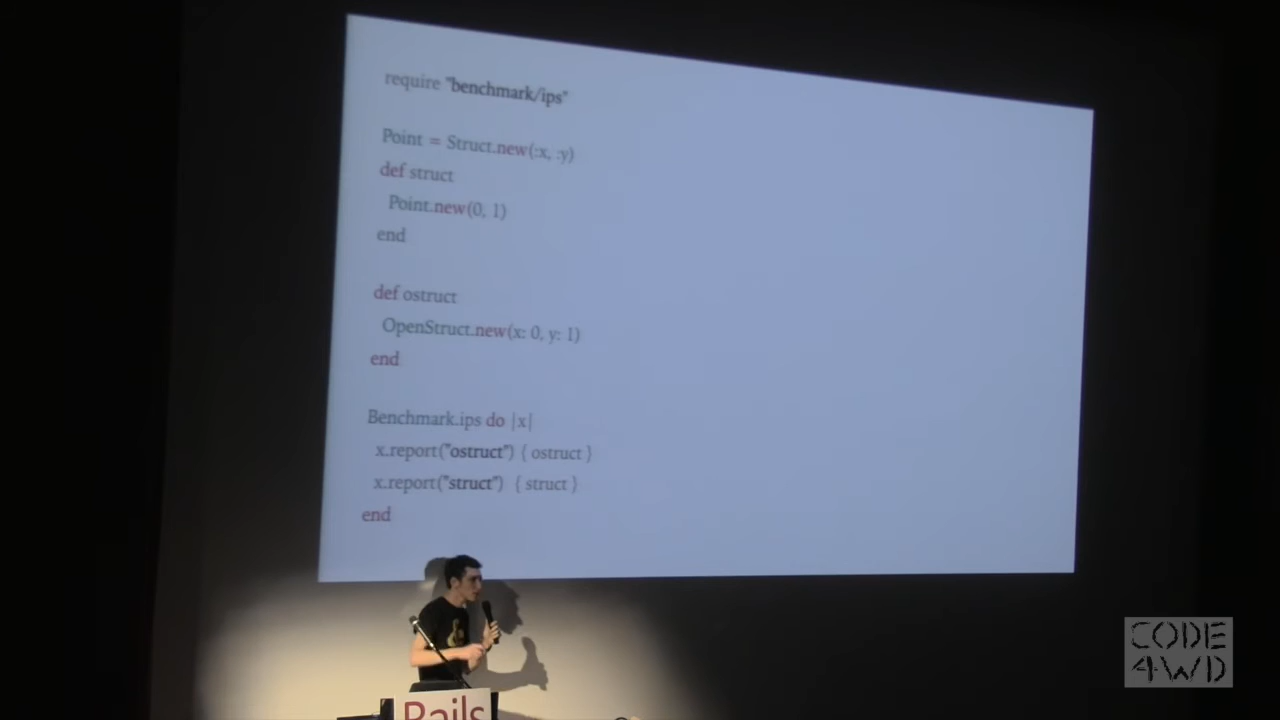 require "benchmark/ips"
Point = Struct.new(:x, :y)
def struct
Point.new(0, 1)
end
def ostruct
OpenStruct.new(x: 0, y: 1)
end
Benchmark.ips do |x|
x.report("ostruct") { ostruct }
x.report("struct") { struct }
end
Rails
CODE
4WD